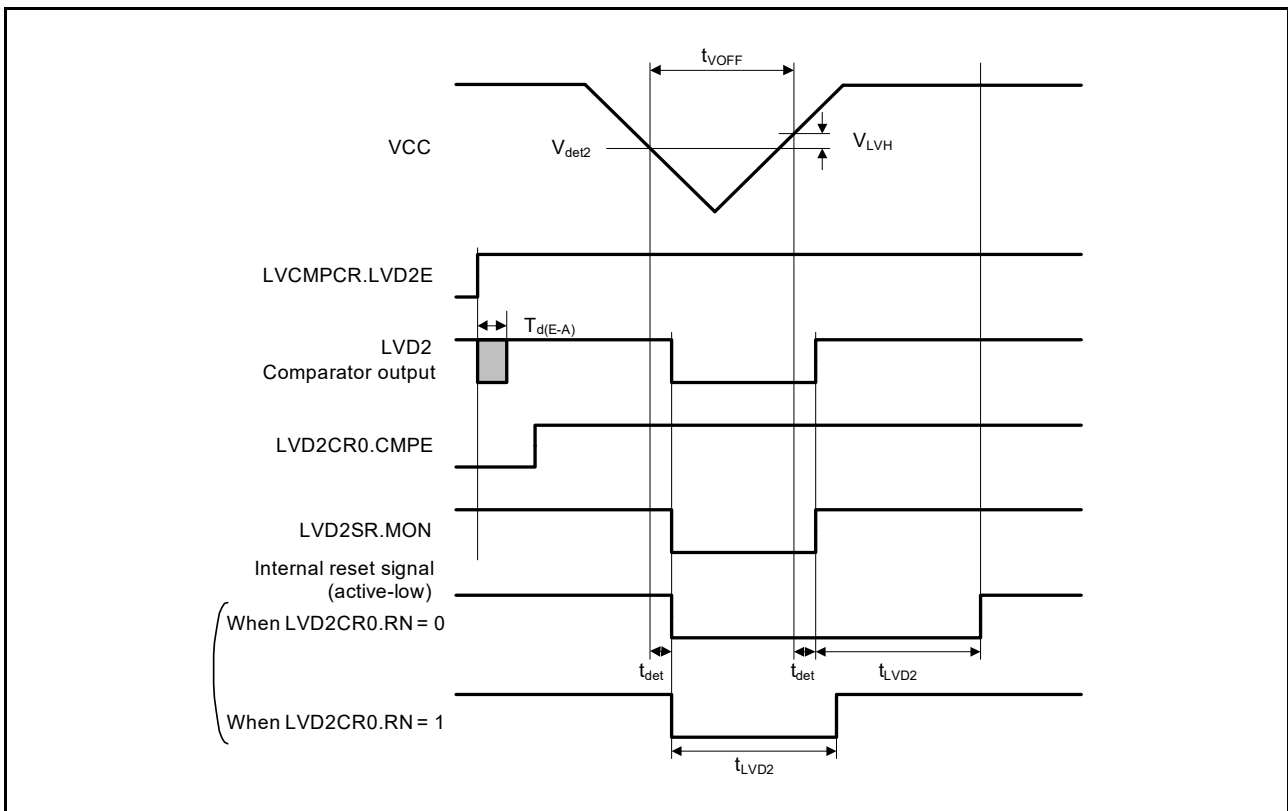 tVOFF
VCC
Vdet2
VLVH
LVCMPCR.LVD2E
Td(E-A)
LVD2
Comparator output
LVD2CR0.CMPE
LVD2SR.MON
Internal reset signal
(active-low)
When LVD2CR0.RN = 0
tdet
tdet
tLVD2
When LVD2CR0.RN = 1
tLVD2